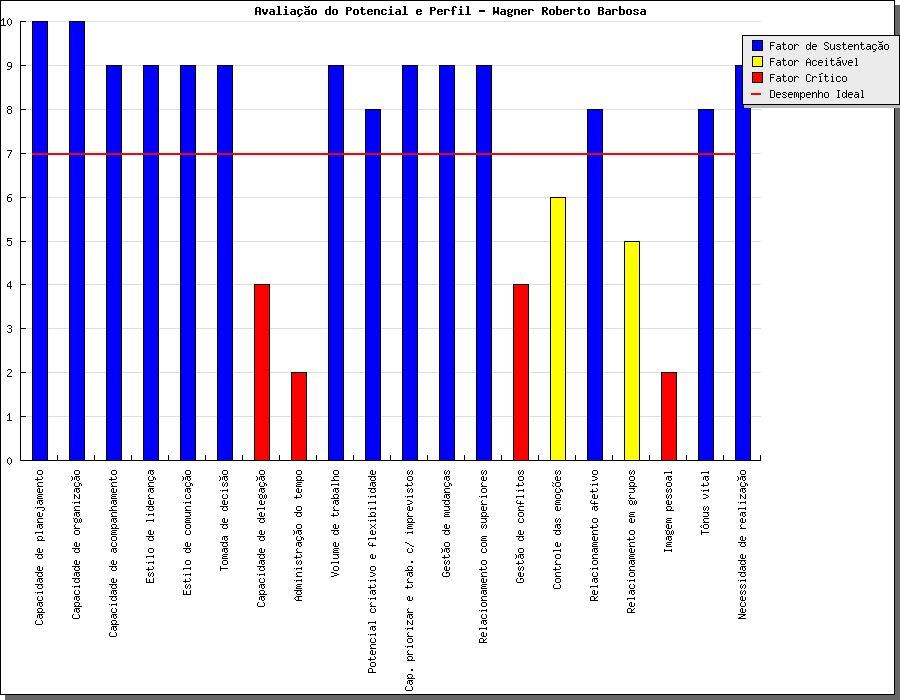 Avaliação do Potencial e Perfil - Wagner Roberto Barbosa
Fator de Sustentação
Fator Aceitável
Fator Crítico
Desempenho Ideal
10
9
8
7
6
5
4
3
2
1
0
Capacidade de planejamento
Capacidade de organização
Capacidade de acompanhamento
Estilo de liderança
Estilo de comunicação
Tomada de decisão
Capacidade de delegação
Administração do tempo
Volume de trabalho
Potencial criativo e flexibilidade
Cap. priorizar e trab. c/ imprevistos
Gestão de mudanças
Relacionamento com superiores
Gestão de conflitos
Controle das emoções
Relacionamento afetivo
Relacionamento em grupos
Imagem pessoal
Tônus vital
Necessidade de realização